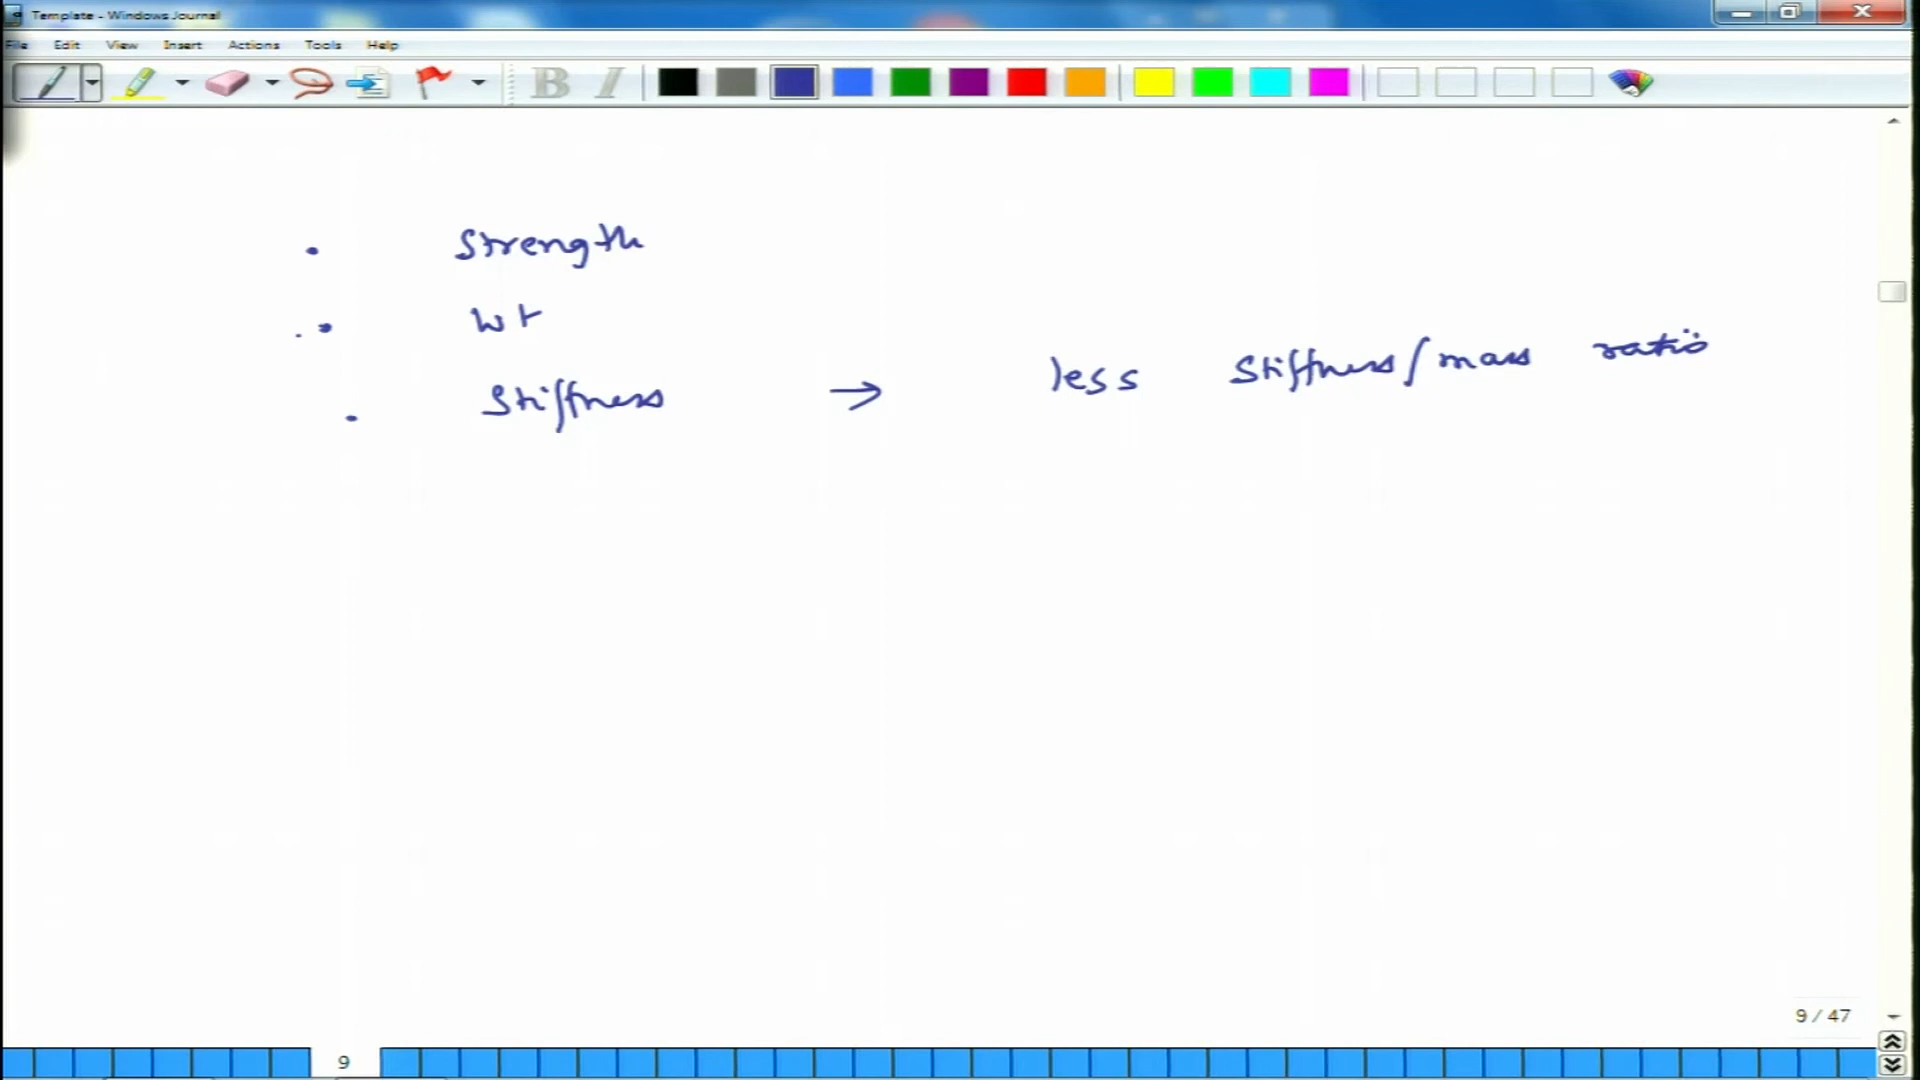 Template - Windows Journal
File Edit View Insert Actions Tools Help
B I
• Strength
• Wt
• Stiffness → less Stiffness/mass ratio
9 / 47
9